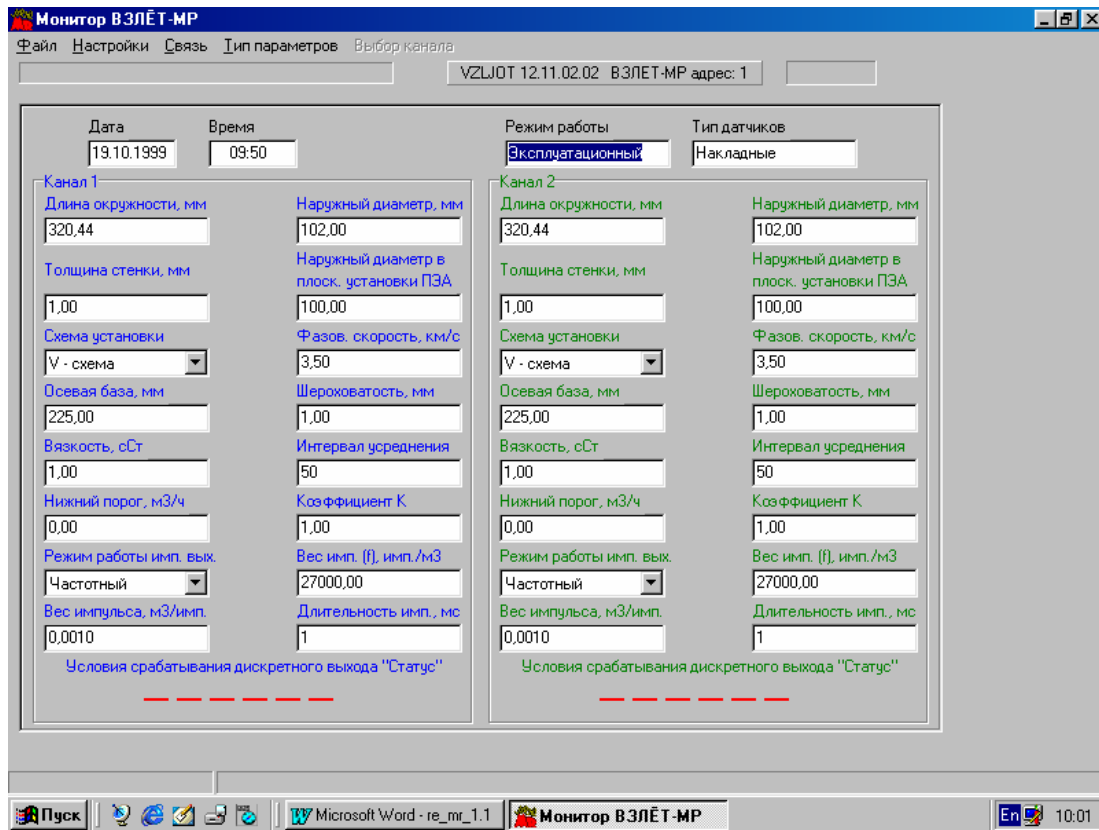 Монитор ВЗЛЁТ-МР
Файл Настройки Связь Тип параметров Выбор канала
VZLJOT 12.11.02.02 ВЗЛЕТ-МР адрес: 1
Дата Время Режим работы Тип датчиков
19.10.1999 09:50 Эксплуатационный Накладные
Канал 1
Длина окружности, мм Наружный диаметр, мм
320,44 102,00
Толщина стенки, мм Наружный диаметр в плоск. установки ПЭА
1,00 100,00
Схема установки Фазов. скорость, км/с
V - схема 3,50
Осевая база, мм Шероховатость, мм
225,00 1,00
Вязкость, сСт Интервал усреднения
1,00 50
Нижний порог, м3/ч Коэффициент К
0,00 1,00
Режим работы имп. вых. Вес имп. (f), имп./м3
Частотный 27000,00
Вес импульса, м3/имп. Длительность имп., мс
0,0010 1
Условия срабатывания дискретного выхода "Статус"
Канал 2
Длина окружности, мм Наружный диаметр, мм
320,44 102,00
Толщина стенки, мм Наружный диаметр в плоск. установки ПЭА
1,00 100,00
Схема установки Фазов. скорость, км/с
V - схема 3,50
Осевая база, мм Шероховатость, мм
225,00 1,00
Вязкость, сСт Интервал усреднения
1,00 50
Нижний порог, м3/ч Коэффициент К
0,00 1,00
Режим работы имп. вых. Вес имп. (f), имп./м3
Частотный 27000,00
Вес импульса, м3/имп. Длительность имп., мс
0,0010 1
Условия срабатывания дискретного выхода "Статус"
Пуск Microsoft Word - re_mr_1.1 Монитор ВЗЛЁТ-МР En 10:01